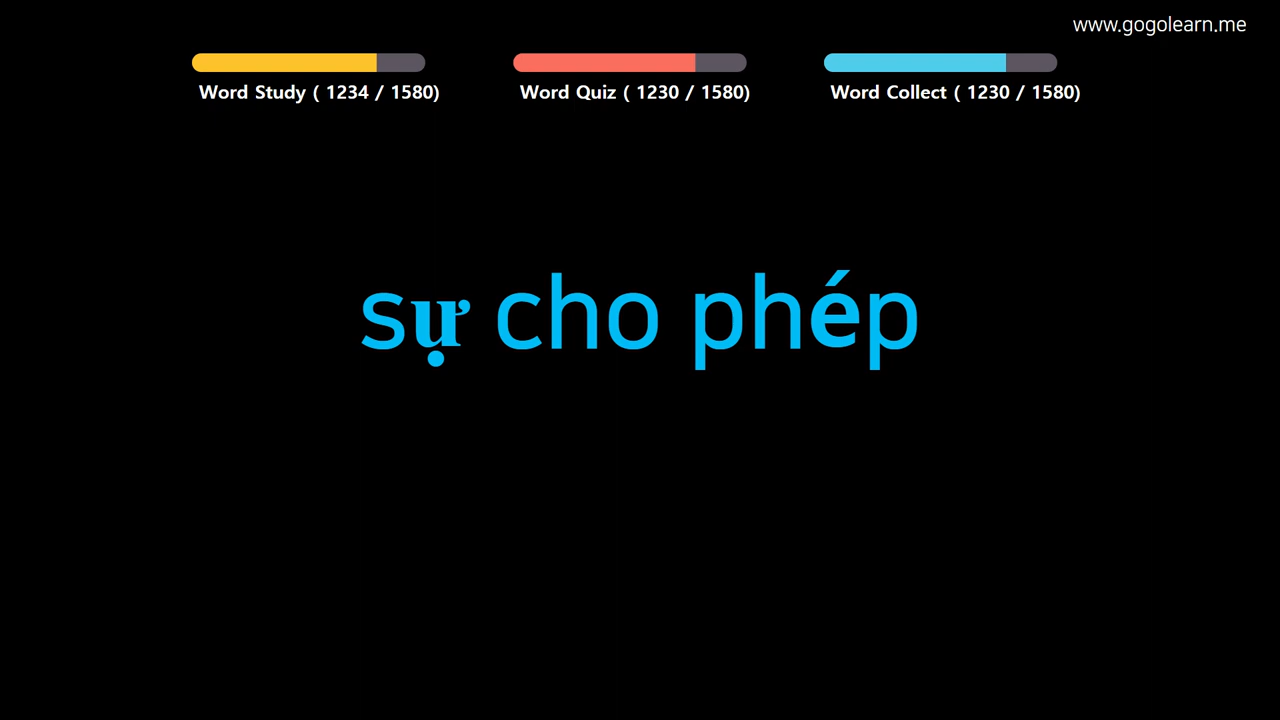 www.gogolearn.me
Word Study ( 1234 / 1580)
Word Quiz ( 1230 / 1580)
Word Collect ( 1230 / 1580)
sự cho phép